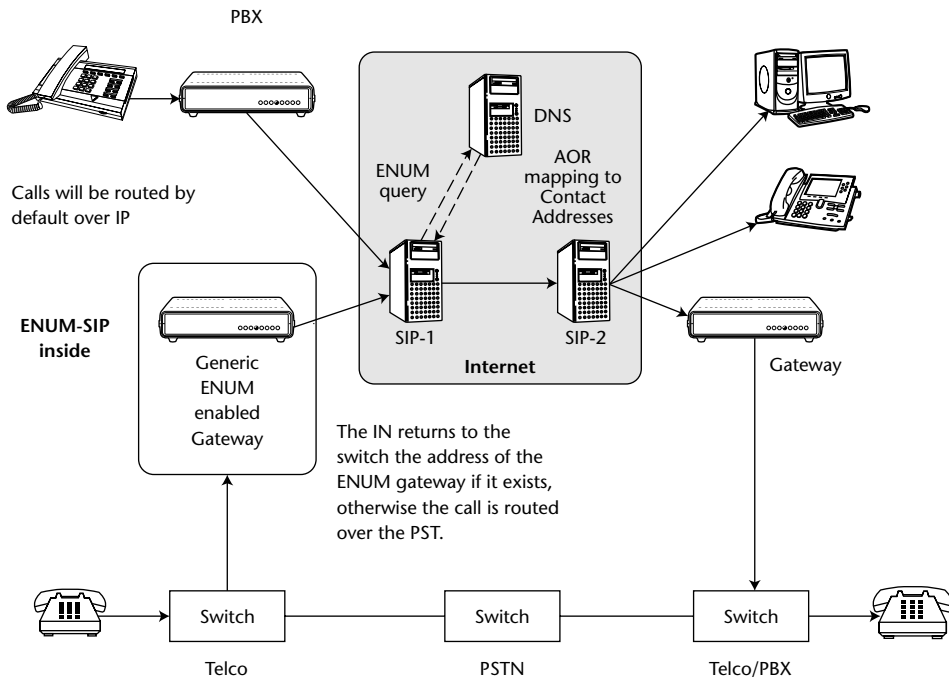 PBX
DNS
ENUM
query
AOR
mapping to
Contact
Addresses
Calls will be routed by
default over IP
SIP-1
SIP-2
Internet
ENUM-SIP
inside
Generic
ENUM
enabled
Gateway
Gateway
The IN returns to the
switch the address of the
ENUM gateway if it exists,
otherwise the call is routed
over the PST.
Switch
Switch
Switch
Telco
PSTN
Telco/PBX